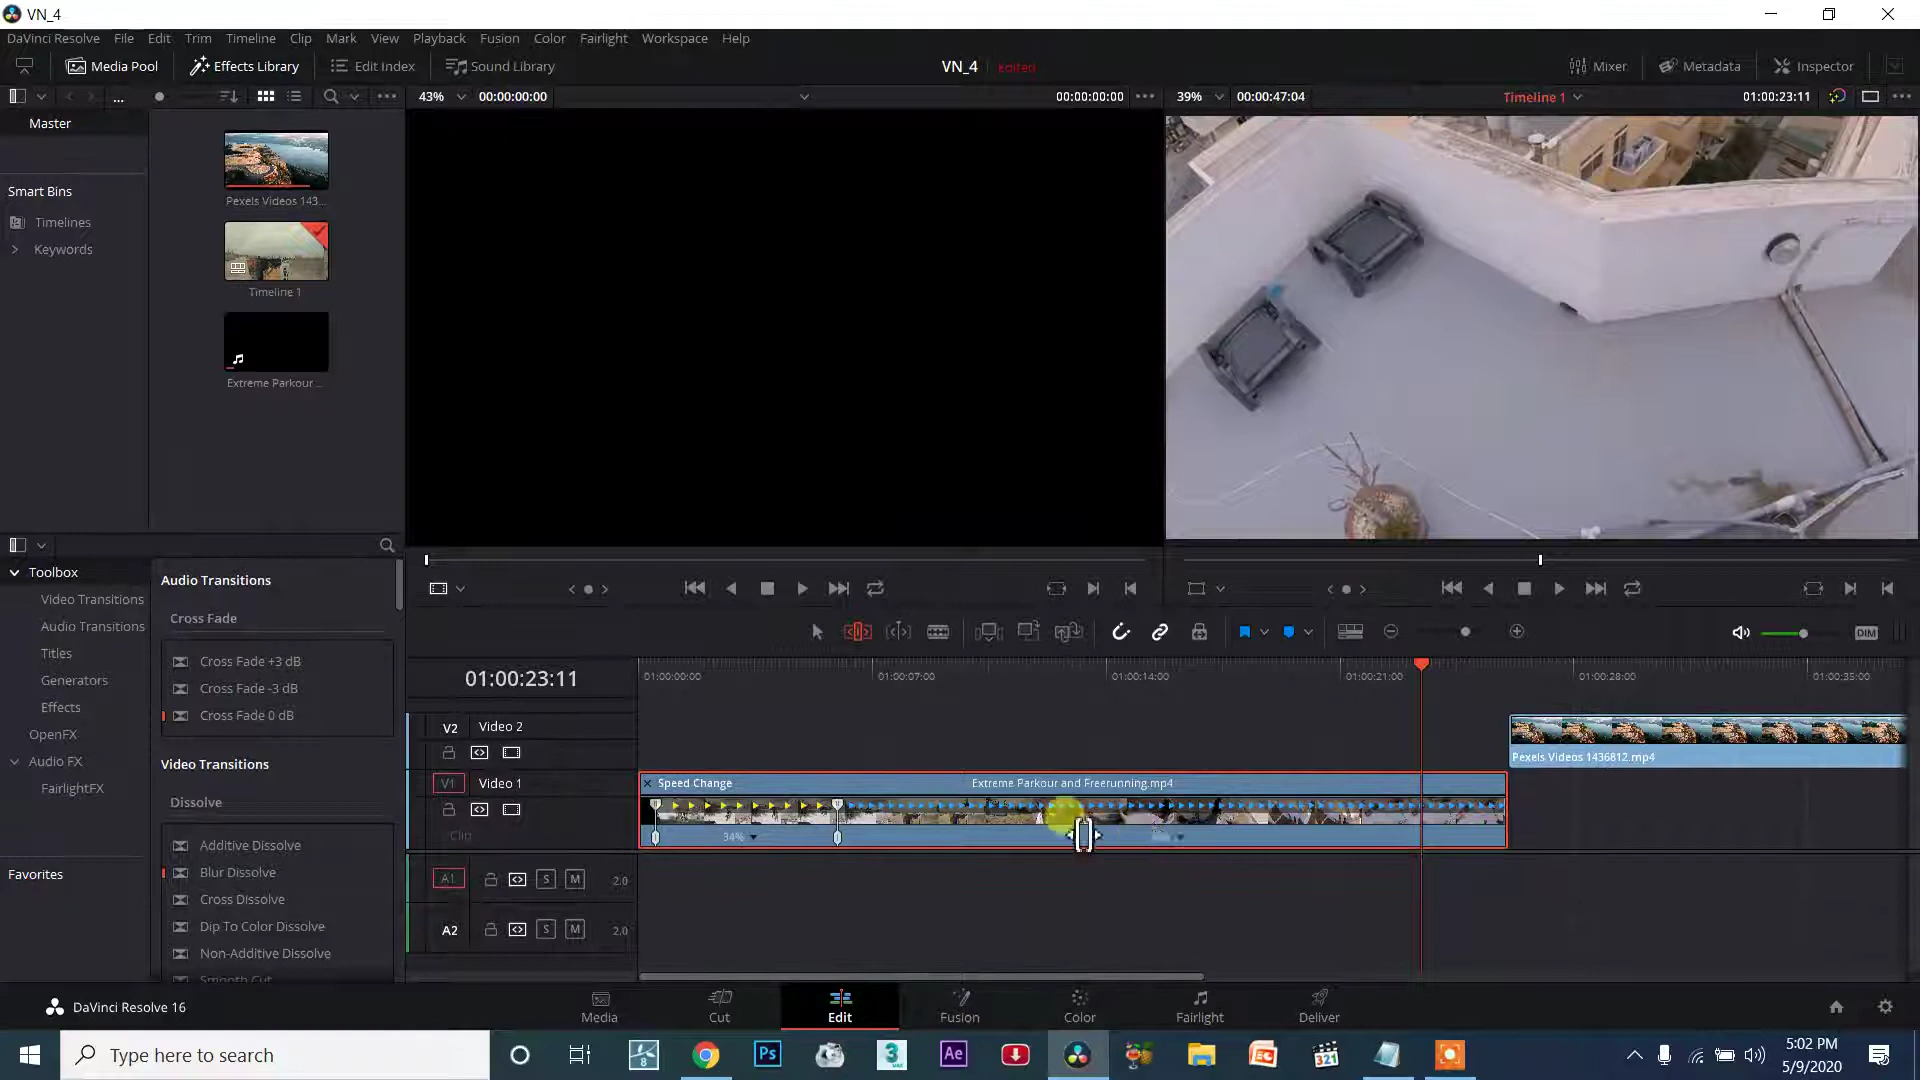 VN_4
DaVinci Resolve File Edit Trim Timeline Clip Mark View Playback Fusion Color Fairlight Workspace Help
Media Pool Effects Library Edit Index Sound Library VN_4 Edited Mixer Metadata Inspector
... 43% 00:00:00:00 00:00:00:00 39% 00:00:47:04 Timeline 1 01:00:23:11
Master
Smart Bins
Timelines
Keywords
Pexels Videos 143...
Timeline 1
Extreme Parkour ...
Toolbox
Video Transitions
Audio Transitions
Titles
Generators
Effects
OpenFX
Audio FX
FairlightFX
Favorites
Audio Transitions
Cross Fade
Cross Fade +3 dB
Cross Fade -3 dB
Cross Fade 0 dB
Video Transitions
Dissolve
Additive Dissolve
Blur Dissolve
Cross Dissolve
Dip To Color Dissolve
Non-Additive Dissolve
Smooth Cut
DIM
01:00:23:11
01:00:00:00 01:00:07:00 01:00:14:00 01:00:21:00 01:00:28:00 01:00:35:00
V2 Video 2
Pexels Videos 1436812.mp4
V1 Video 1
Clip
Speed Change Extreme Parkour and Freerunning.mp4
34%
A1 S M 2.0
A2 S M 2.0
DaVinci Resolve 16
Media Cut Edit Fusion Color Fairlight Deliver
Type here to search
8 Ps 3 Ae 321
5:02 PM
5/9/2020